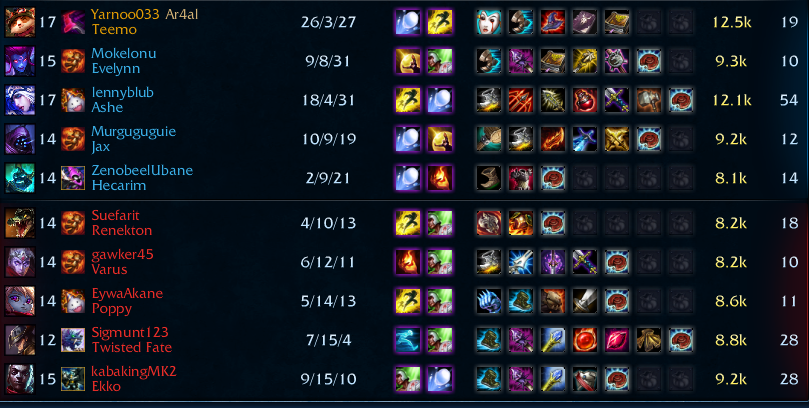 17 Yarnoo033 Ar4al 26/3/27 12.5k 19
Teemo
15 Mokelonu 9/8/31 9.3k 10
Evelynn
17 lennyblub 18/4/31 12.1k 54
Ashe
14 Murguguguie 10/9/19 9.2k 12
Jax
14 ZenobeelUbane 2/9/21 8.1k 14
Hecarim
14 Suefarit 4/10/13 8.2k 18
Renekton
14 gawker45 6/12/11 8.2k 10
Varus
14 EywaAkane 5/14/13 8.6k 11
Poppy
12 Sigmunt123 7/15/4 8.8k 28
Twisted Fate
15 kabakingMK2 9/15/10 9.2k 28
Ekko